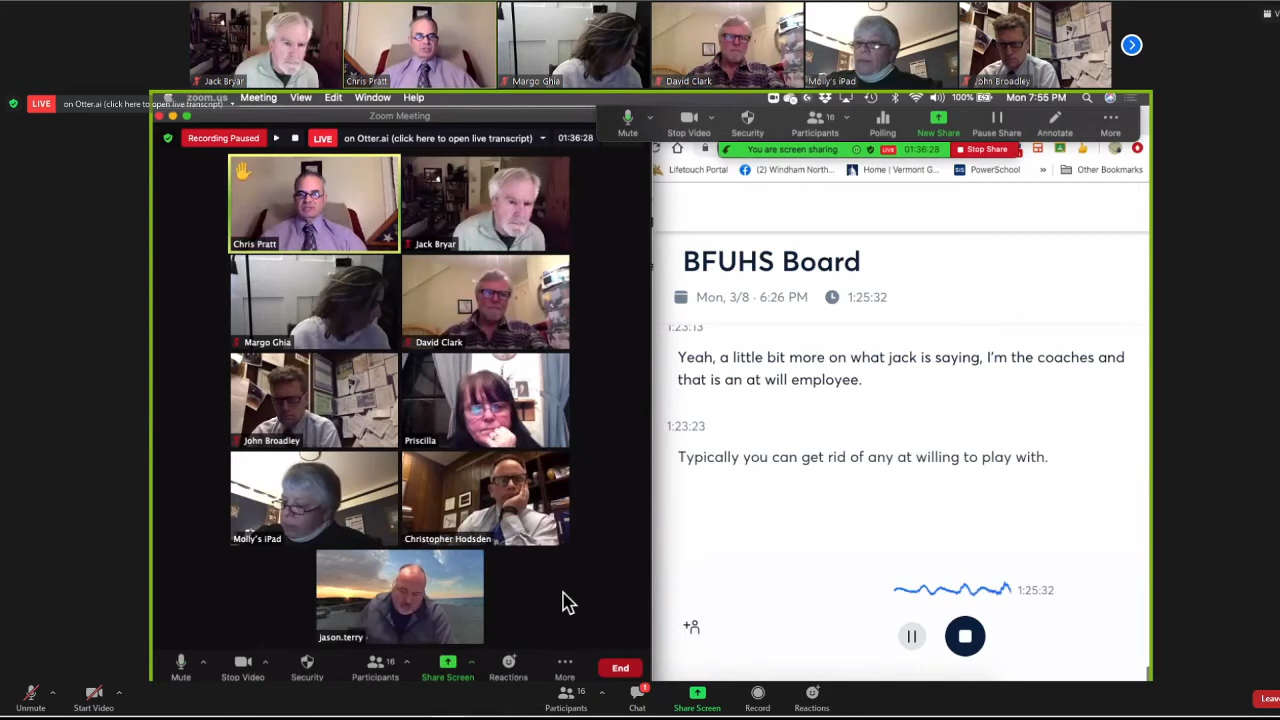 Jack Bryar
Chris Pratt
Margo Ghia
David Clark
Molly's iPad
John Broadley
LIVE on Otter.ai (click here to open live transcript)
zoom.us Meeting View Edit Window Help
100% Mon 7:55 PM
Zoom Meeting
Recording Paused LIVE on Otter.ai (click here to open live transcript) 01:36:28
Mute Stop Video Security Participants 16 Polling New Share Pause Share Annotate More
You are screen sharing LIVE 01:36:28 Stop Share
Lifetouch Portal (2) Windham North... Home | Vermont G... SIS PowerSchool » Other Bookmarks
Chris Pratt
Jack Bryar
Margo Ghia
David Clark
John Broadley
Priscilla
Molly's iPad
Christopher Hodsden
jason.terry
BFUHS Board
Mon, 3/8 · 6:26 PM 1:25:32
1:23:13
Yeah, a little bit more on what jack is saying, I'm the coaches and
that is an at will employee.
1:23:23
Typically you can get rid of any at willing to play with.
1:25:32
Mute Stop Video Security Participants 16 Share Screen Reactions More End
Unmute Start Video Participants 16 Chat 1 Share Screen Record Reactions